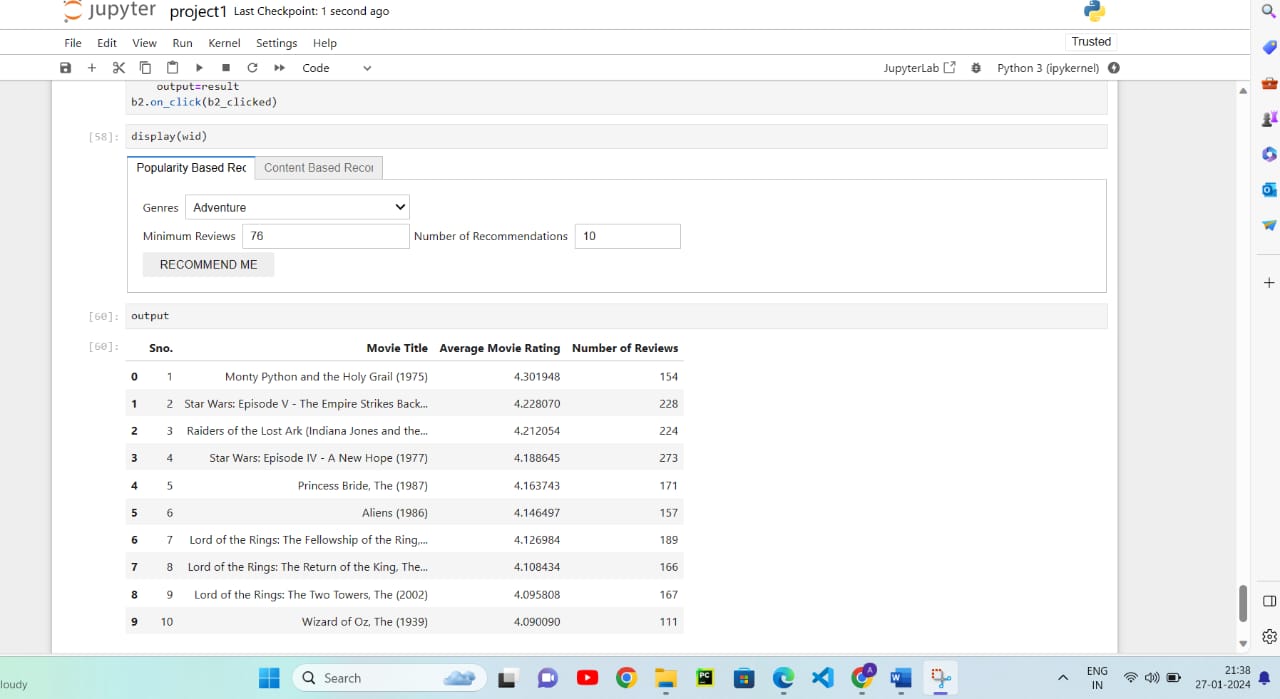 jupyter project1 Last Checkpoint: 1 second ago
File Edit View Run Kernel Settings Help Trusted
Code JupyterLab Python 3 (ipykernel)
output=result
b2.on_click(b2_clicked)
[58]: display(wid)
Popularity Based Rec Content Based Recor
Genres Adventure
Minimum Reviews 76 Number of Recommendations 10
RECOMMEND ME
[60]: output
[60]: Sno. Movie Title Average Movie Rating Number of Reviews
0 1 Monty Python and the Holy Grail (1975) 4.301948 154
1 2 Star Wars: Episode V - The Empire Strikes Back... 4.228070 228
2 3 Raiders of the Lost Ark (Indiana Jones and the... 4.212054 224
3 4 Star Wars: Episode IV - A New Hope (1977) 4.188645 273
4 5 Princess Bride, The (1987) 4.163743 171
5 6 Aliens (1986) 4.146497 157
6 7 Lord of the Rings: The Fellowship of the Ring,... 4.126984 189
7 8 Lord of the Rings: The Return of the King, The... 4.108434 166
8 9 Lord of the Rings: The Two Towers, The (2002) 4.095808 167
9 10 Wizard of Oz, The (1939) 4.090090 111
loudy Search PC W A ENG 21:38
IN 27-01-2024